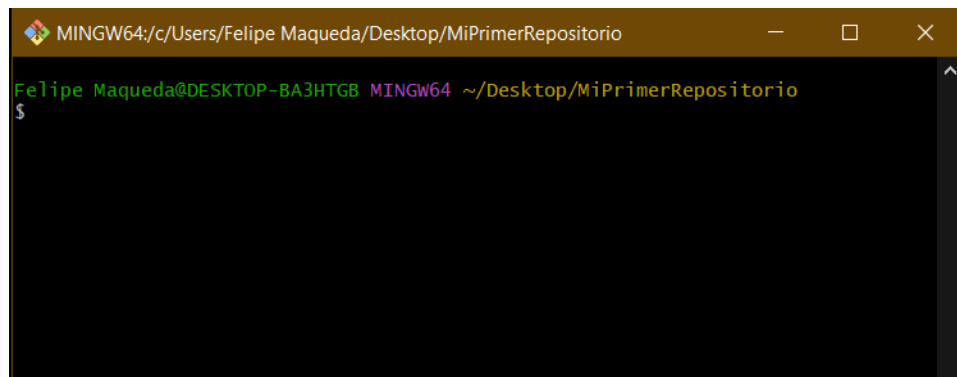 MINGW64:/c/Users/Felipe Maqueda/Desktop/MiPrimerRepositorio
Felipe Maqueda@DESKTOP-BA3HTGB MINGW64 ~/Desktop/MiPrimerRepositorio
$